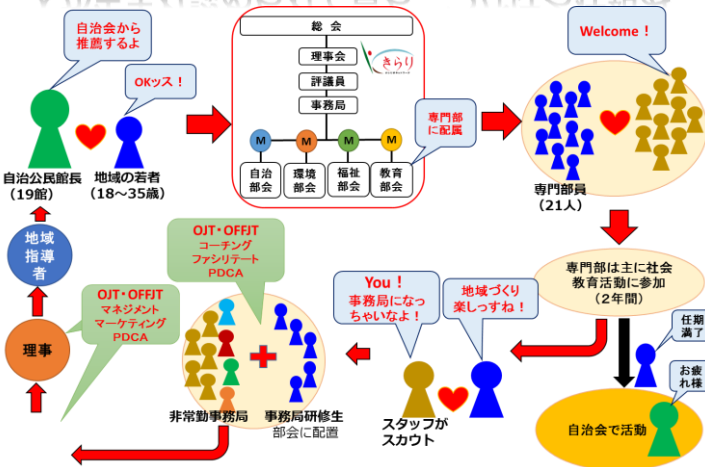 自治会から
推薦するよ
OKッス！
自治公民館長
（19館）
地域の若者
（18～35歳）
総 会
理事会
評議員
事務局
きらり
M
M
M
M
自治
部会
環境
部会
福祉
部会
教育
部会
専門部
に配属
Welcome！
専門部員
（21人）
専門部は主に社会
教育活動に参加
（２年間）
任期
満了
お疲
れ様
自治会で活動
地域づくり
楽しっすね！
You！
事務局になっ
ちゃいなよ！
スタッフが
スカウト
OJT・OFFJT
コーチング
ファシリテート
PDCA
非常勤事務局
事務局研修生
部会に配置
OJT・OFFJT
マネジメント
マーケティング
PDCA
理事
地域
指導
者